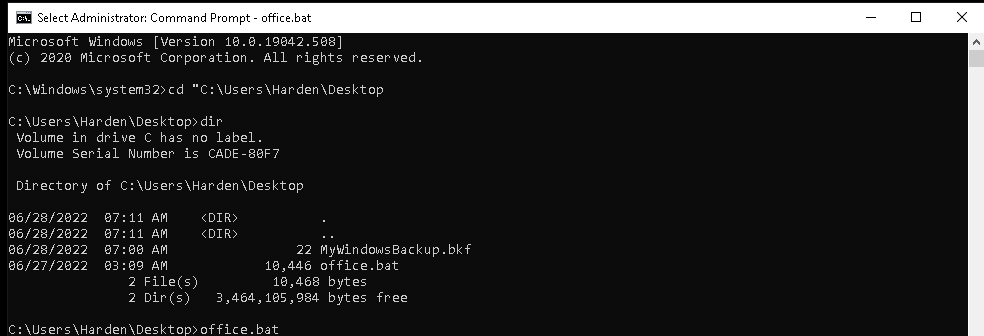 Select Administrator: Command Prompt - office.bat
Microsoft Windows [Version 10.0.19042.508]
(c) 2020 Microsoft Corporation. All rights reserved.
C:\Windows\system32>cd "C:\Users\Harden\Desktop
C:\Users\Harden\Desktop>dir
 Volume in drive C has no label.
 Volume Serial Number is CADE-80F7
 Directory of C:\Users\Harden\Desktop
06/28/2022  07:11 AM    <DIR>          .
06/28/2022  07:11 AM    <DIR>          ..
06/28/2022  07:00 AM                22 MyWindowsBackup.bkf
06/27/2022  03:09 AM            10,446 office.bat
               2 File(s)         10,468 bytes
               2 Dir(s)   3,464,105,984 bytes free
C:\Users\Harden\Desktop>office.bat